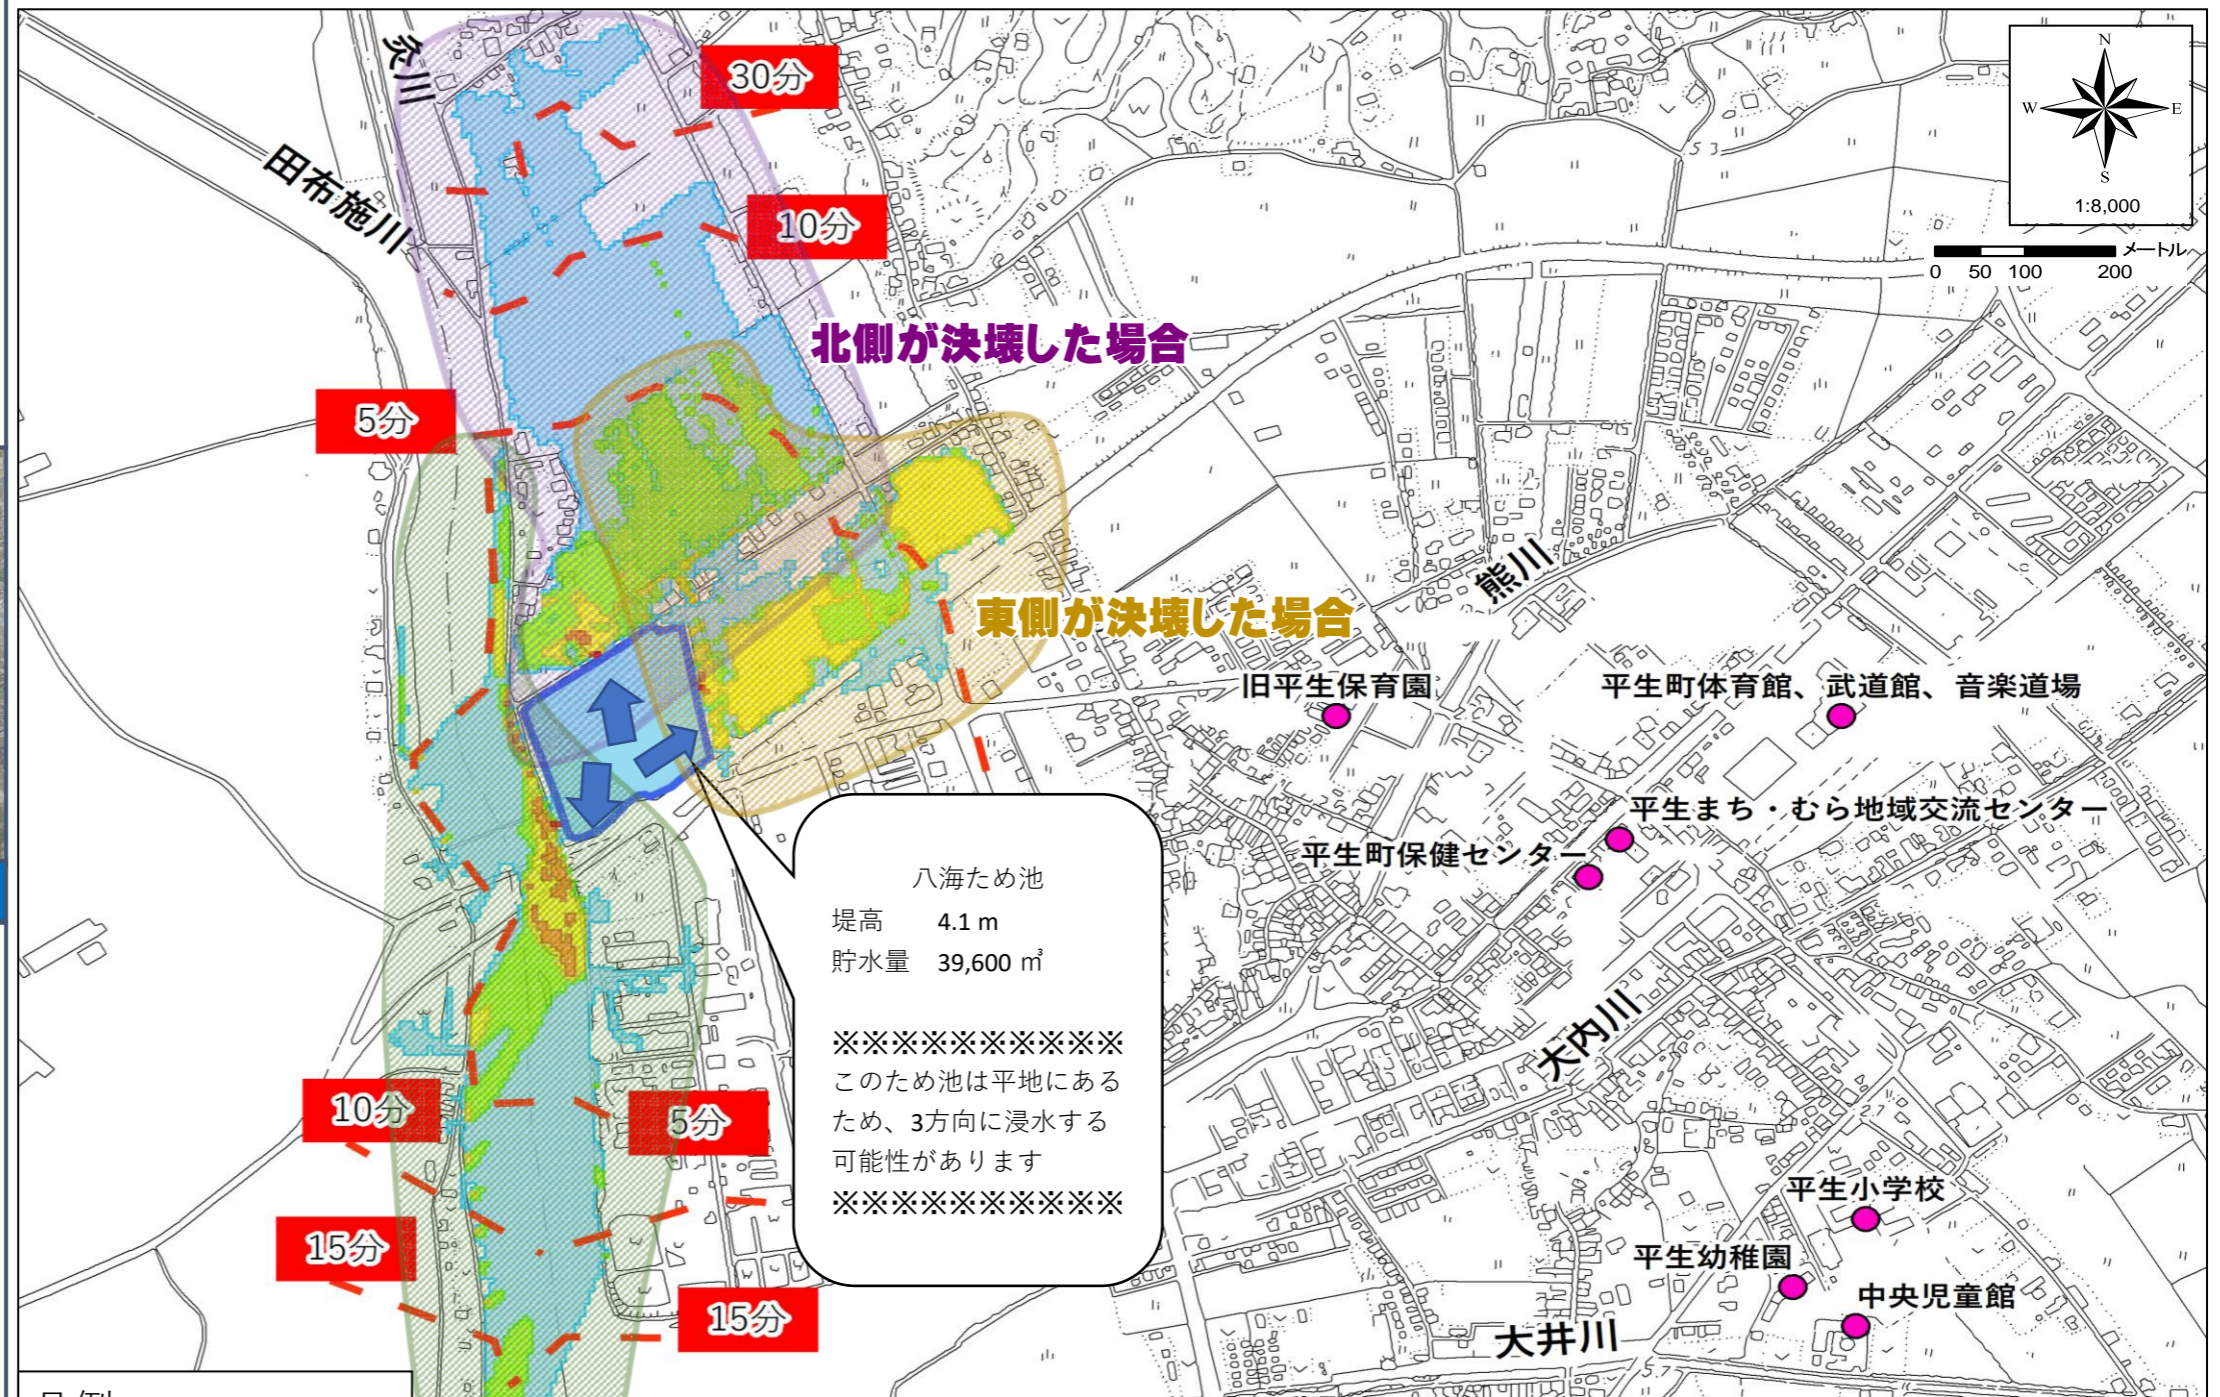 灸川
田布施川
30分
10分
N
W
E
S
1:8,000
メートル
0 50 100 200
53
北側が決壊した場合
5分
東側が決壊した場合
熊川
旧平生保育園
平生町体育館、武道館、音楽道場
平生まち・むら地域交流センター
平生町保健センター
八海ため池
堤高 4.1 m
貯水量 39,600 ㎥
※※※※※※※※※※
このため池は平地にある
ため、3方向に浸水する
可能性があります
※※※※※※※※※※
大内川
10分
5分
27
15分
15分
平生小学校
平生幼稚園
中央児童館
大井川